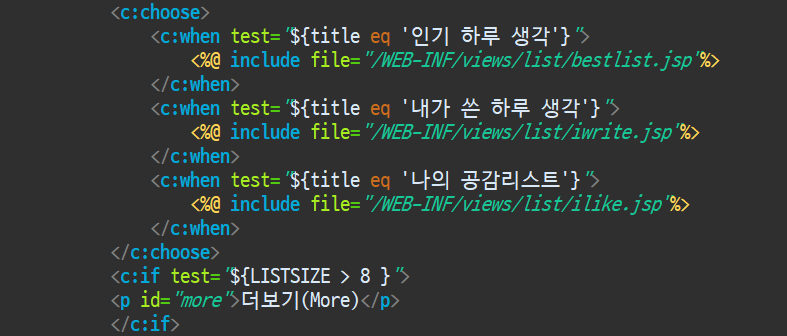 <c:choose>
<c:when test="${title eq '인기 하루 생각'}">
<%@ include file="/WEB-INF/views/list/bestlist.jsp"%>
</c:when>
<c:when test="${title eq '내가 쓴 하루 생각'}">
<%@ include file="/WEB-INF/views/list/iwrite.jsp"%>
</c:when>
<c:when test="${title eq '나의 공감리스트'}">
<%@ include file="/WEB-INF/views/list/ilike.jsp"%>
</c:when>
</c:choose>
<c:if test="${LISTSIZE > 8 }">
<p id="more">더보기(More)</p>
</c:if>